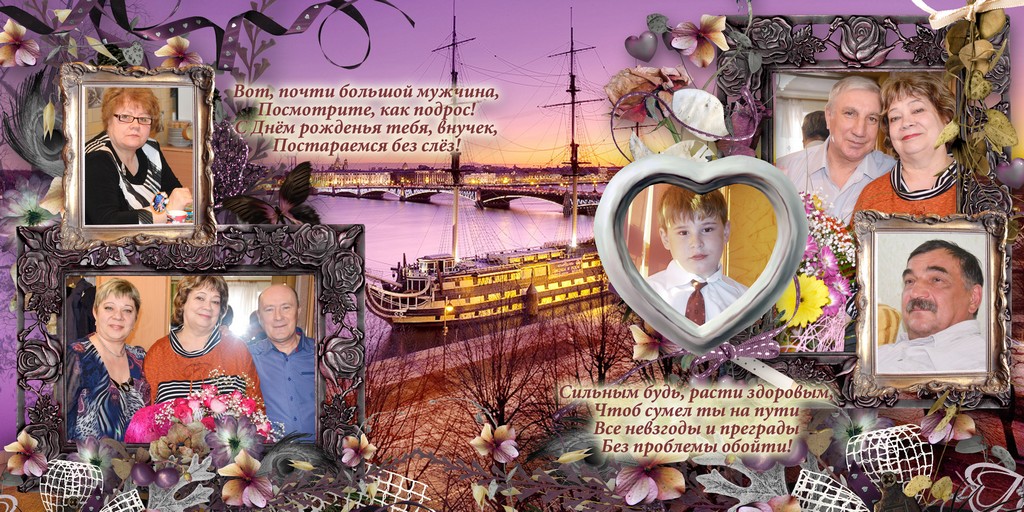 Вот, почти большой мужчина,
Посмотрите, как подрос!
С Днём рожденья тебя, внучек,
Постараемся без слёз!
Сильным будь, расти здоровым,
Чтоб сумел ты на пути
Все невзгоды и преграды
Без проблемы обойти!